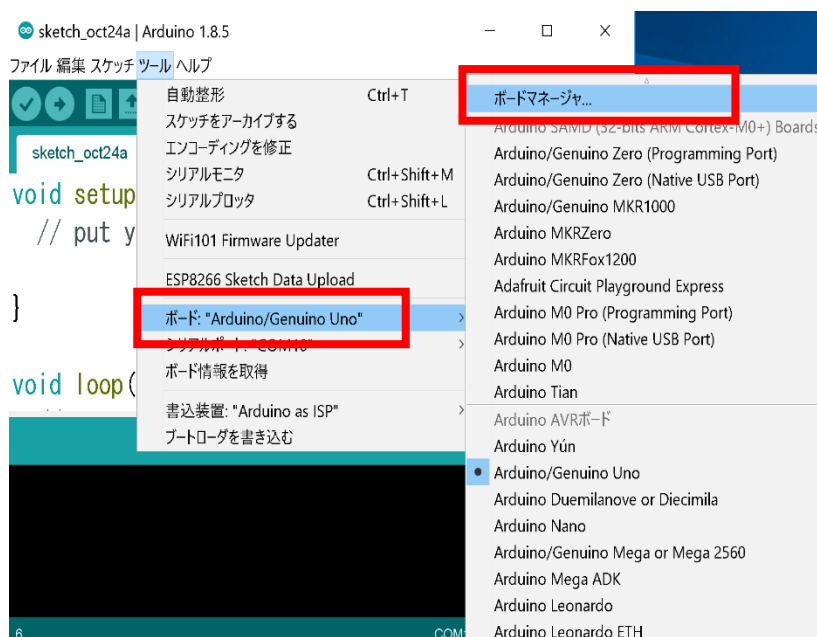 sketch_oct24a | Arduino 1.8.5
ファイル 編集 スケッチ ツール ヘルプ
sketch_oct24a
void setup
// put y
}
void loop(
自動整形 Ctrl+T
スケッチをアーカイブする
エンコーディングを修正
シリアルモニタ Ctrl+Shift+M
シリアルプロッタ Ctrl+Shift+L
WiFi101 Firmware Updater
ESP8266 Sketch Data Upload
ボード: "Arduino/Genuino Uno"
シリアルポート: "COM10"
ボード情報を取得
書込装置: "Arduino as ISP"
ブートローダを書き込む
ボードマネージャ...
Arduino SAMD (32-bits ARM Cortex-M0+) Boards
Arduino/Genuino Zero (Programming Port)
Arduino/Genuino Zero (Native USB Port)
Arduino/Genuino MKR1000
Arduino MKRZero
Arduino MKRFox1200
Adafruit Circuit Playground Express
Arduino M0 Pro (Programming Port)
Arduino M0 Pro (Native USB Port)
Arduino M0
Arduino Tian
Arduino AVRボード
Arduino Yún
Arduino/Genuino Uno
Arduino Duemilanove or Diecimila
Arduino Nano
Arduino/Genuino Mega or Mega 2560
Arduino Mega ADK
Arduino Leonardo
Arduino Leonardo ETH
6 COM